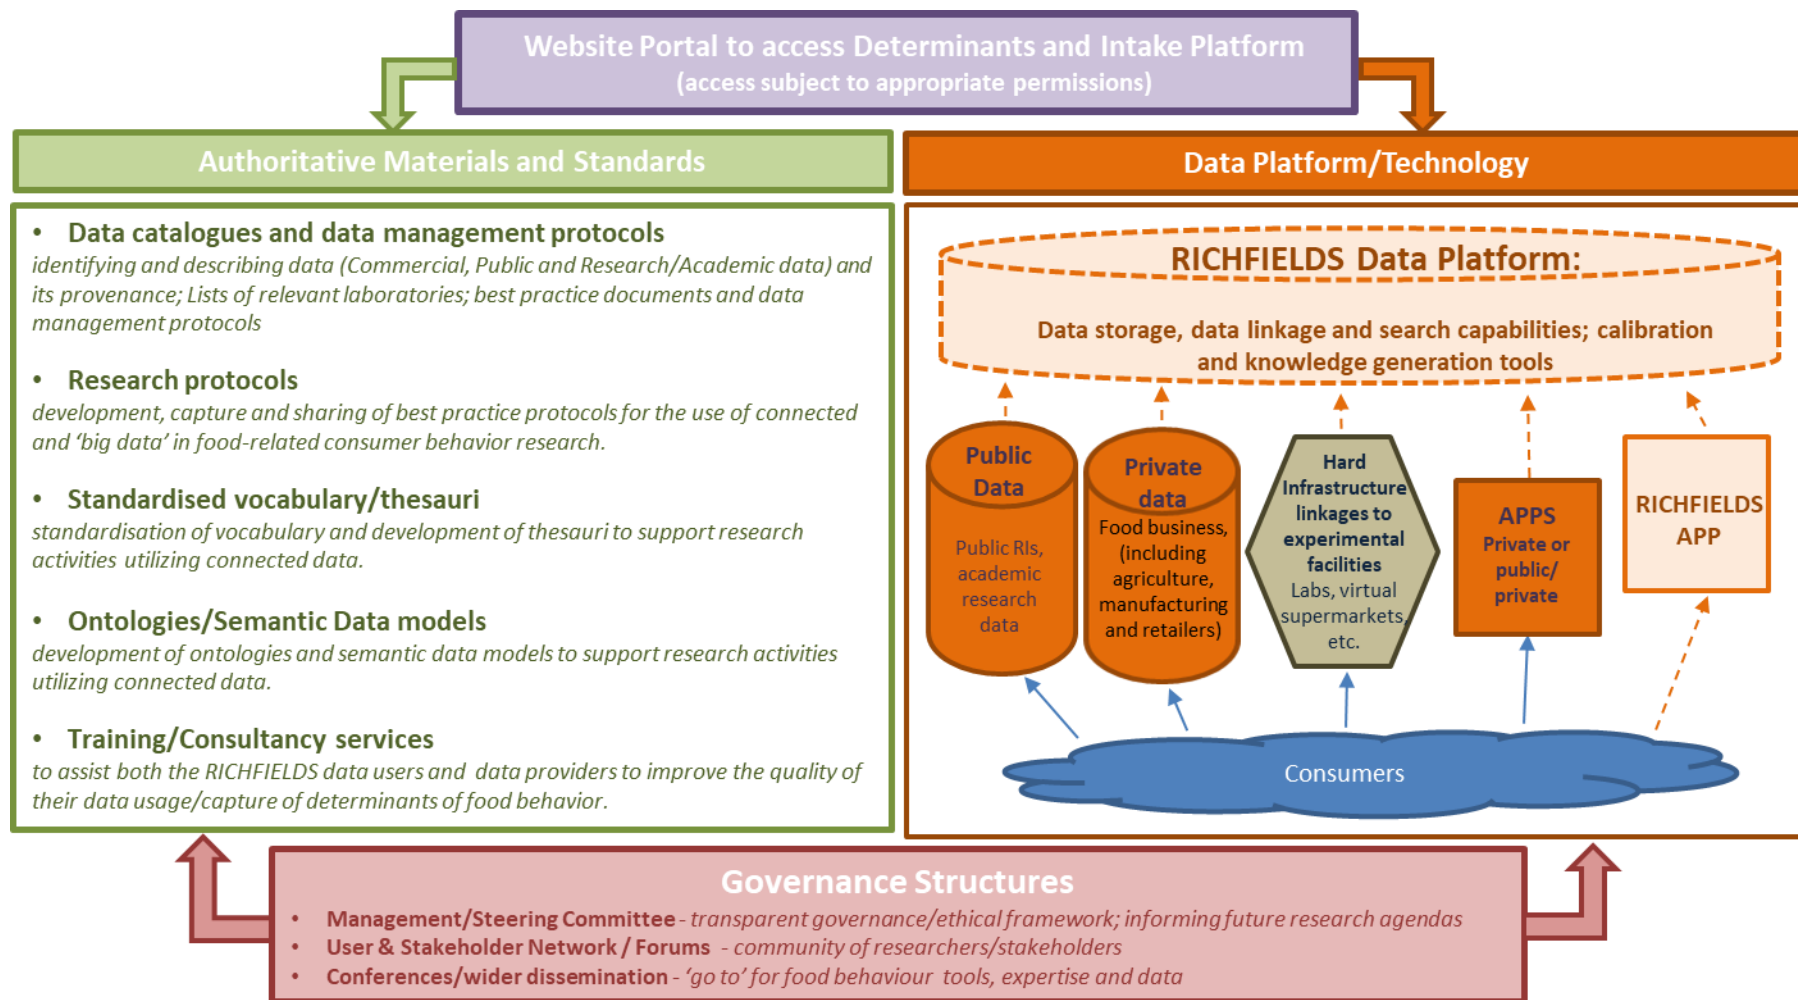 Website Portal to access Determinants and Intake Platform
(access subject to appropriate permissions)
Authoritative Materials and Standards
• Data catalogues and data management protocols
identifying and describing data (Commercial, Public and Research/Academic data) and
its provenance; Lists of relevant laboratories; best practice documents and data
management protocols
• Research protocols
development, capture and sharing of best practice protocols for the use of connected
and ‘big data’ in food-related consumer behavior research.
• Standardised vocabulary/thesauri
standardisation of vocabulary and development of thesauri to support research
activities utilizing connected data.
• Ontologies/Semantic Data models
development of ontologies and semantic data models to support research activities
utilizing connected data.
• Training/Consultancy services
to assist both the RICHFIELDS data users and data providers to improve the quality of
their data usage/capture of determinants of food behavior.
Data Platform/Technology
RICHFIELDS Data Platform:
Data storage, data linkage and search capabilities; calibration
and knowledge generation tools
Public
Data
Public RIs,
academic
research
data
Private
data
Food business,
(including
agriculture,
manufacturing
and retailers)
Hard
Infrastructure
linkages to
experimental
facilities
Labs, virtual
supermarkets,
etc.
APPS
Private or
public/
private
RICHFIELDS
APP
Consumers
Governance Structures
• Management/Steering Committee - transparent governance/ethical framework; informing future research agendas
• User & Stakeholder Network / Forums - community of researchers/stakeholders
• Conferences/wider dissemination - ‘go to’ for food behaviour tools, expertise and data